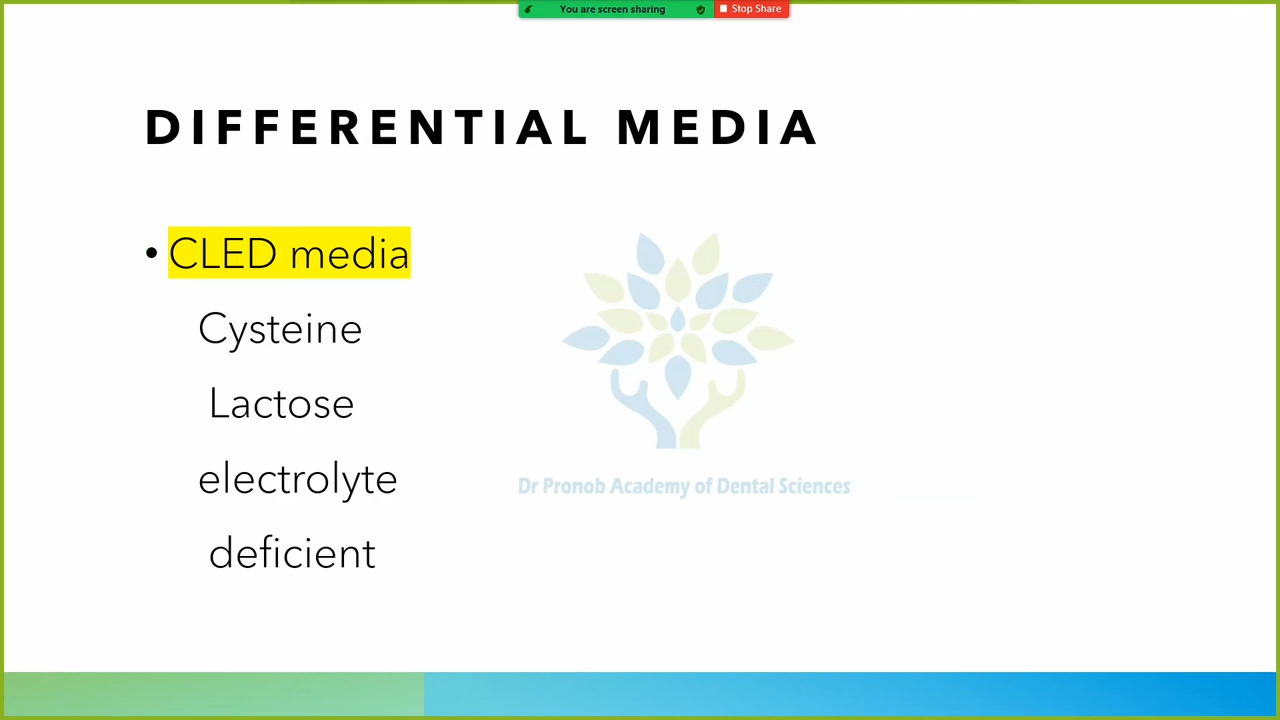 You are screen sharing
Stop Share
DIFFERENTIAL MEDIA
• CLED media
Cysteine
Lactose
electrolyte
deficient
Dr Pronob Academy of Dental Sciences